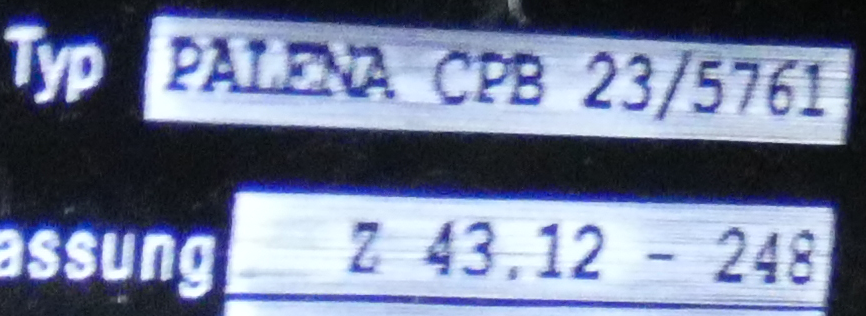 Typ PALENA CPB 23/5761
assung Z 43.12 - 248